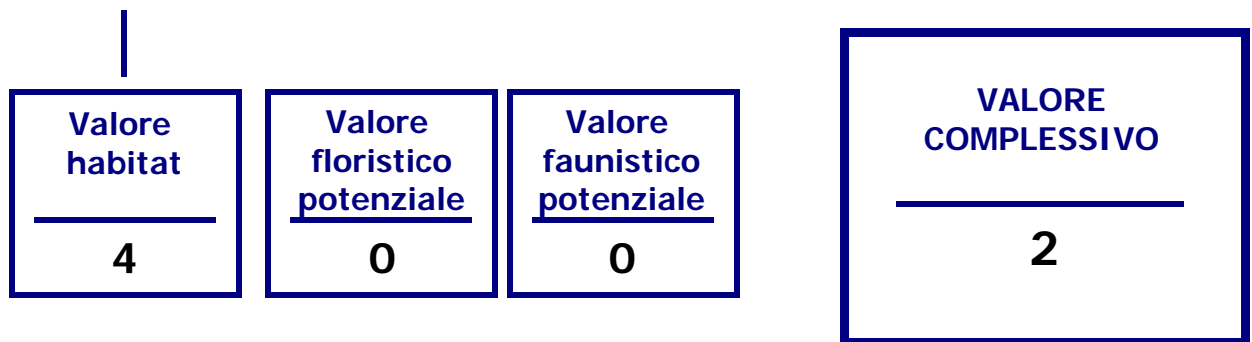 Valore
habitat
4
Valore
floristico
potenziale
0
Valore
faunistico
potenziale
0
VALORE
COMPLESSIVO
2